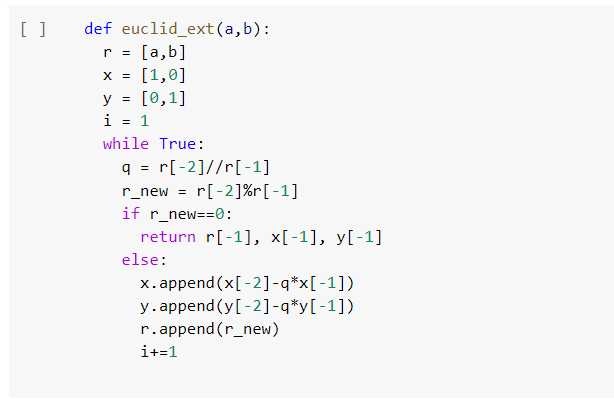 [ ] def euclid_ext(a,b):
r = [a,b]
x = [1,0]
y = [0,1]
i = 1
while True:
q = r[-2]//r[-1]
r_new = r[-2]%r[-1]
if r_new==0:
return r[-1], x[-1], y[-1]
else:
x.append(x[-2]-q*x[-1])
y.append(y[-2]-q*y[-1])
r.append(r_new)
i+=1